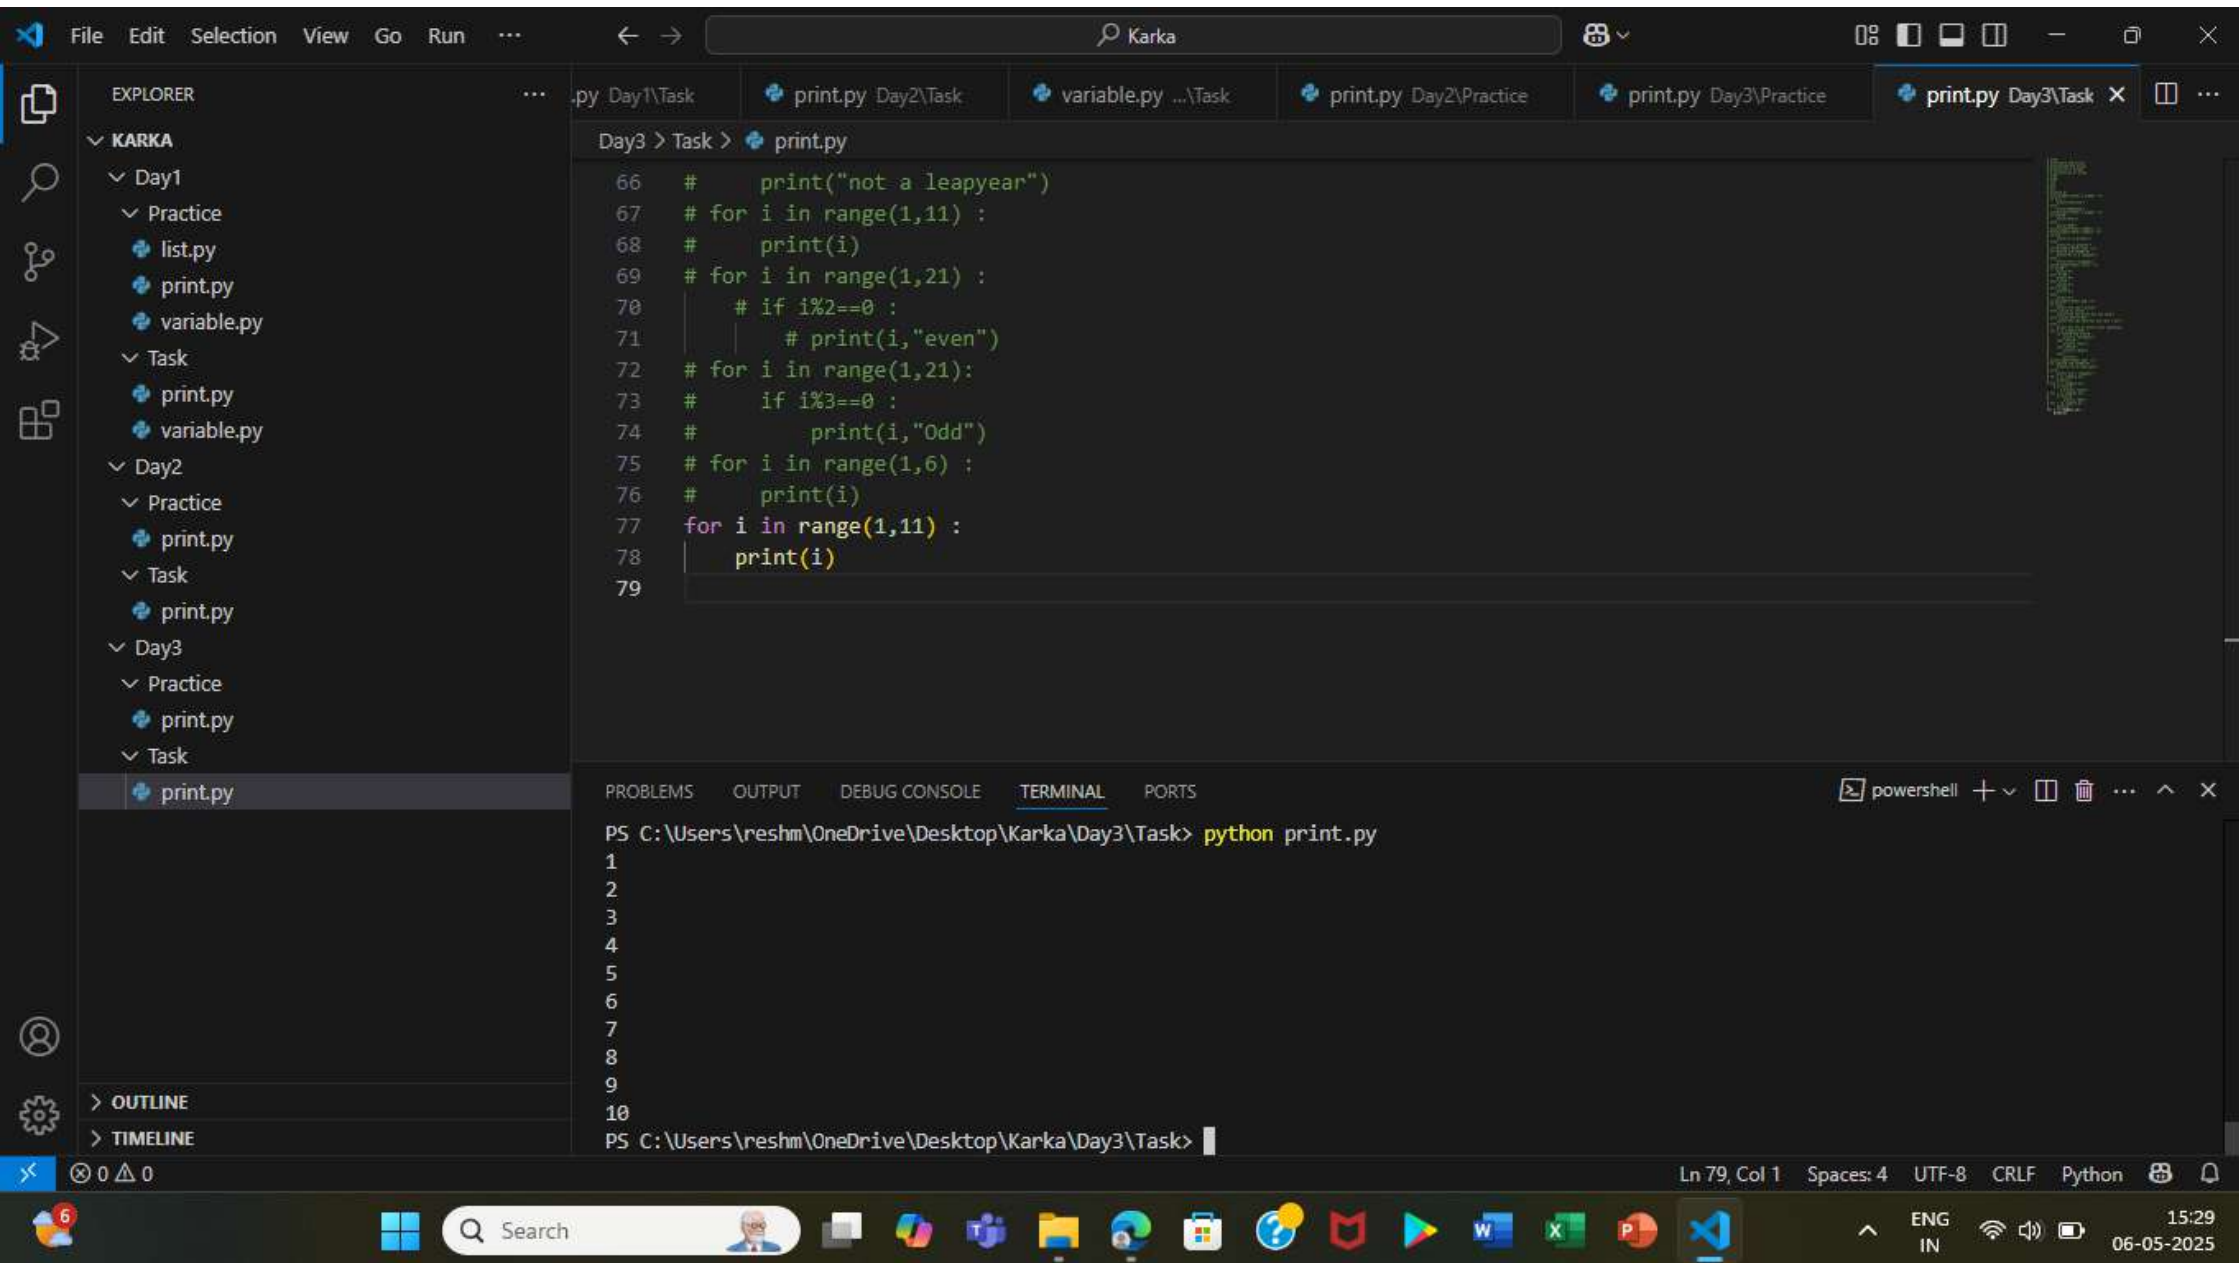 File Edit Selection View Go Run ··· Karka
EXPLORER ···
KARKA
Day1
Practice
list.py
print.py
variable.py
Task
print.py
variable.py
Day2
Practice
print.py
Task
print.py
Day3
Practice
print.py
Task
print.py
OUTLINE
TIMELINE
.py Day1\Task print.py Day2\Task variable.py ...\Task print.py Day2\Practice print.py Day3\Practice print.py Day3\Task
Day3 > Task > print.py
66 #     print("not a leapyear")
67 # for i in range(1,11) :
68 #     print(i)
69 # for i in range(1,21) :
70     # if i%2==0 :
71         # print(i,"even")
72 # for i in range(1,21):
73 #     if i%3==0 :
74 #         print(i,"Odd")
75 # for i in range(1,6) :
76 #     print(i)
77 for i in range(1,11) :
78     print(i)
79
PROBLEMS OUTPUT DEBUG CONSOLE TERMINAL PORTS powershell
PS C:\Users\reshm\OneDrive\Desktop\Karka\Day3\Task> python print.py
1
2
3
4
5
6
7
8
9
10
PS C:\Users\reshm\OneDrive\Desktop\Karka\Day3\Task>
0 0 Ln 79, Col 1 Spaces: 4 UTF-8 CRLF Python
6 Search ENG 15:29
IN 06-05-2025